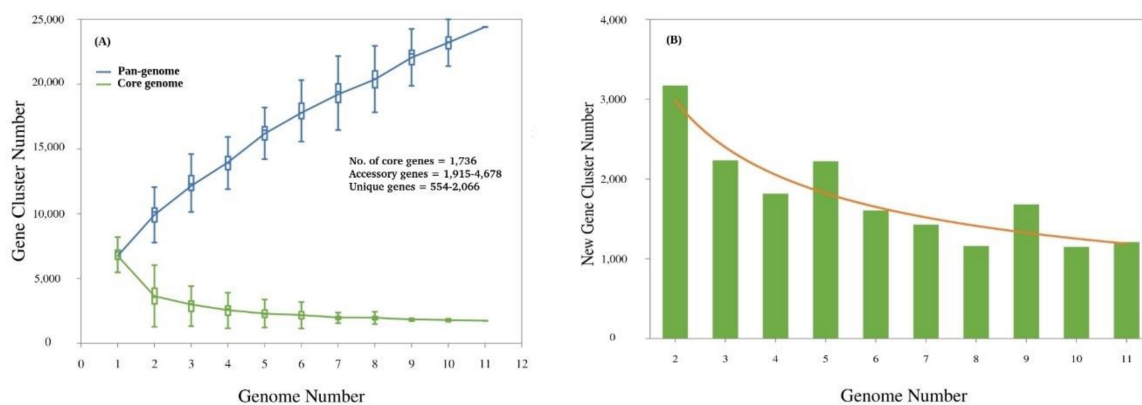 (A)
Pan-genome
Core genome
No. of core genes = 1,736
Accessory genes = 1,915-4,678
Unique genes = 554-2,066
Gene Cluster Number
25,000
20,000
15,000
10,000
5,000
0
0 1 2 3 4 5 6 7 8 9 10 11 12
Genome Number
(B)
New Gene Cluster Number
4,000
3,000
2,000
1,000
0
2 3 4 5 6 7 8 9 10 11
Genome Number